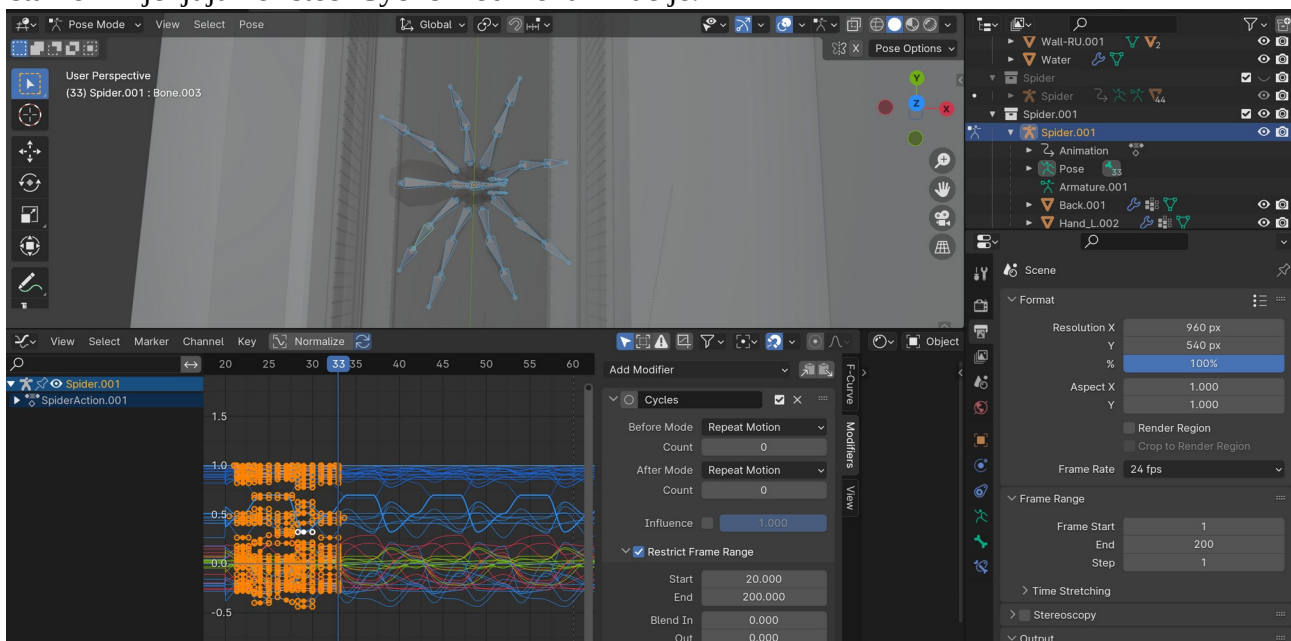 Pose Mode View Select Pose Global
X Pose Options
User Perspective
(33) Spider.001 : Bone.003
Y
Z
X
Wall-RU.001 2
Water
Spider
Spider 44
Spider.001
Spider.001
Animation
Pose 33
Armature.001
Back.001
Hand_L.002
Scene
Format
Resolution X 960 px
Y 540 px
% 100%
Aspect X 1.000
Y 1.000
Render Region
Crop to Render Region
Frame Rate 24 fps
Frame Range
Frame Start 1
End 200
Step 1
Time Stretching
Stereoscopy
Output
View Select Marker Channel Key Normalize
Object
20 25 30 33 35 40 45 50 55 60
Spider.001
SpiderAction.001
1.5
1.0
0.5
0.0
-0.5
Add Modifier
Cycles
Before Mode Repeat Motion
Count 0
After Mode Repeat Motion
Count 0
Influence 1.000
Restrict Frame Range
Start 20.000
End 200.000
Blend In 0.000
Out 0.000
F-Curve
Modifiers
View